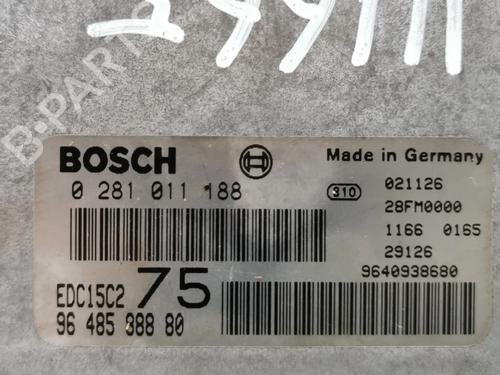 B-PARTS
BOSCH
Made in Germany
0 281 011 188
310
021126
28FM0000
1166 0165
29126
9640938680
EDC15C2 75
96 485 388 80